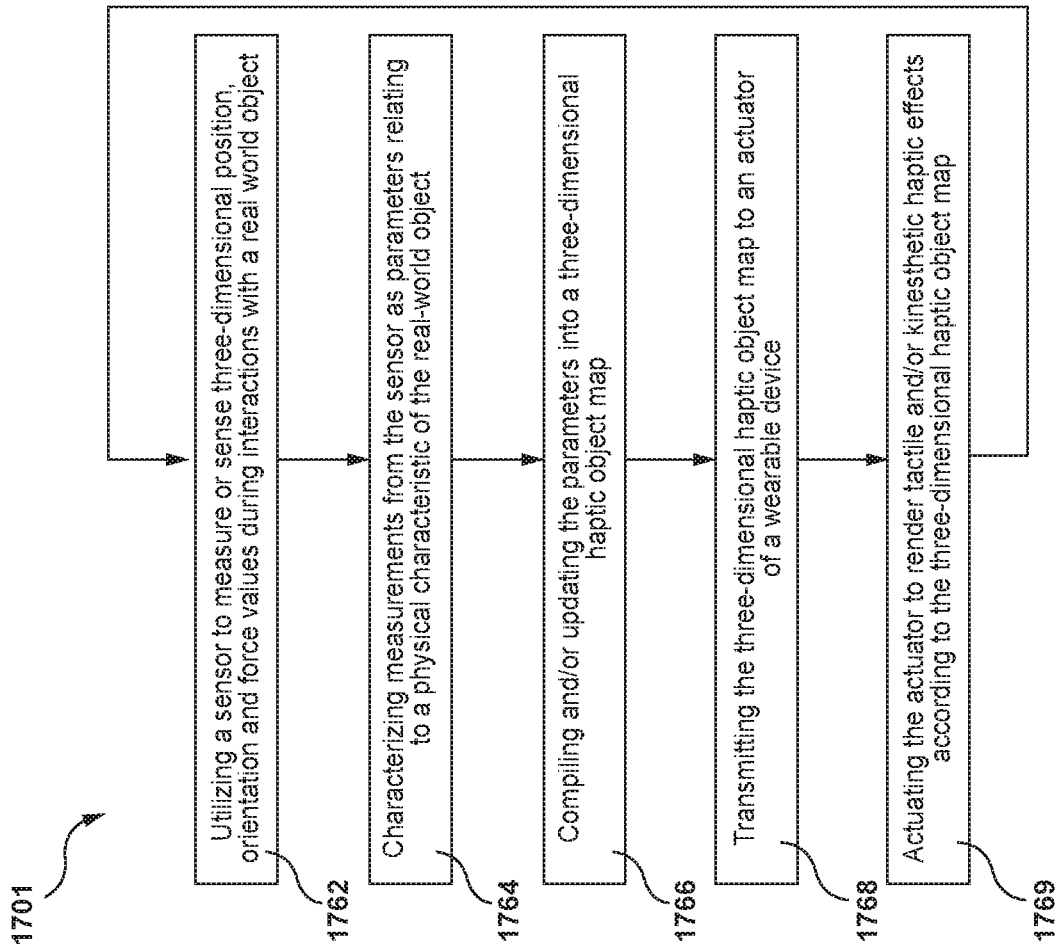 1701
Utilizing a sensor to measure or sense three-dimensional position,
orientation and force values during interactions with a real world object
1762
Characterizing measurements from the sensor as parameters relating
to a physical characteristic of the real-world object
1764
Compiling and/or updating the parameters into a three-dimensional
haptic object map
1766
Transmitting the three-dimensional haptic object map to an actuator
of a wearable device
1768
Actuating the actuator to render tactile and/or kinesthetic haptic effects
according to the three-dimensional haptic object map
1769